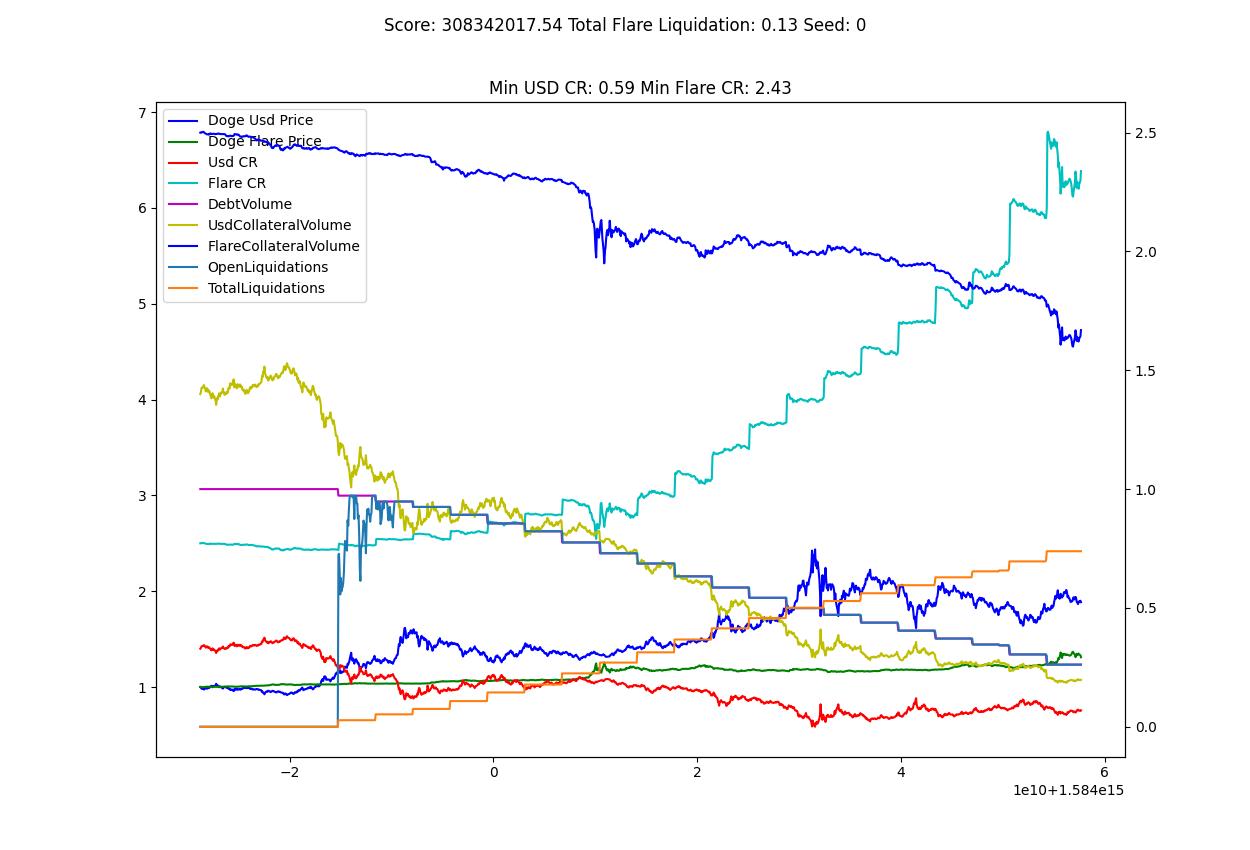 Score: 308342017.54 Total Flare Liquidation: 0.13 Seed: 0
Min USD CR: 0.59 Min Flare CR: 2.43
7
6
5
4
3
2
1
Doge Usd Price
Doge Flare Price
Usd CR
Flare CR
DebtVolume
UsdCollateralVolume
FlareCollateralVolume
OpenLiquidations
TotalLiquidations
2.5
2.0
1.5
1.0
0.5
0.0
−2
0
2
4
6
1e10+1.584e15